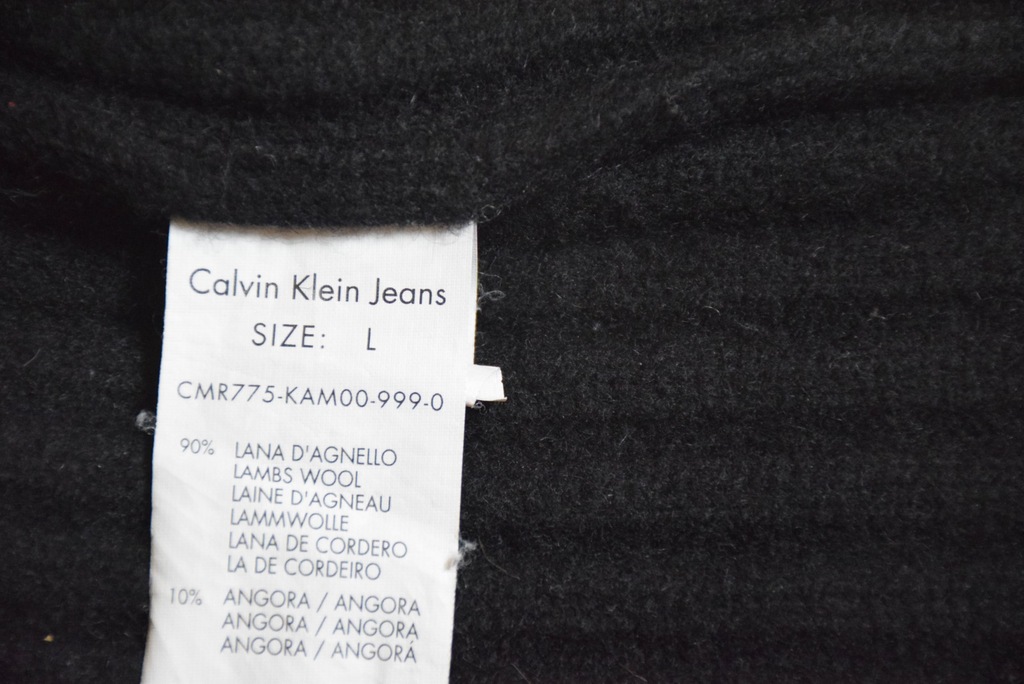 Calvin Klein Jeans
SIZE: L
CMR775-KAM00-999-0
90% LANA D'AGNELLO
LAMBS WOOL
LAINE D'AGNEAU
LAMMWOLLE
LANA DE CORDERO
LA DE CORDEIRO
10% ANGORA / ANGORA
ANGORA / ANGORA
ANGORA / ANGORÁ